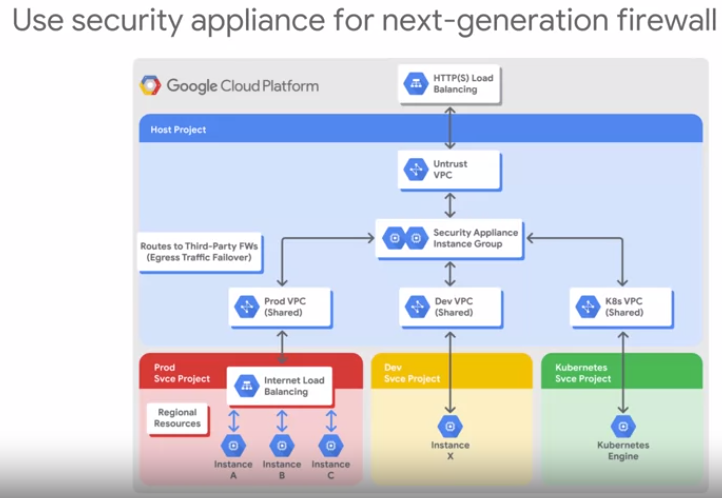 Use security appliance for next-generation firewall
Google Cloud Platform
HTTP(S) Load
Balancing
Host Project
Untrust
VPC
Routes to Third-Party FWs
(Egress Traffic Failover)
Security Appliance
Instance Group
Prod VPC
(Shared)
Dev VPC
(Shared)
K8s VPC
(Shared)
Prod
Svce Project
Internet Load
Balancing
Regional
Resources
Instance
A
Instance
B
Instance
C
Dev
Svce Project
Instance
X
Kubernetes
Svce Project
Kubernetes
Engine